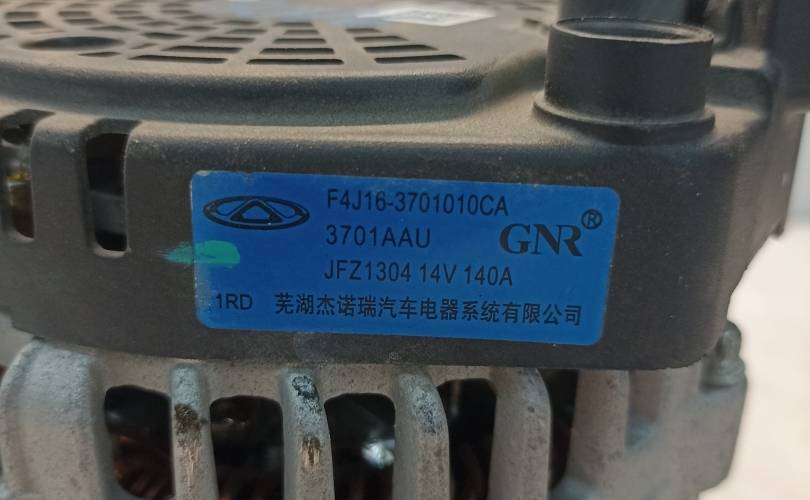 F4J16-3701010CA
3701AAU
GNR®
JFZ1304 14V 140A
1RD 芜湖杰诺瑞汽车电器系统有限公司